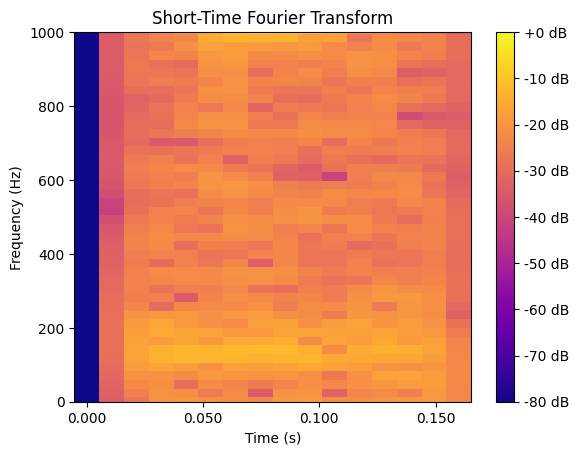 Short-Time Fourier Transform
Frequency (Hz)
1000
800
600
400
200
0
0.000
0.050
0.100
0.150
Time (s)
+0 dB
-10 dB
-20 dB
-30 dB
-40 dB
-50 dB
-60 dB
-70 dB
-80 dB